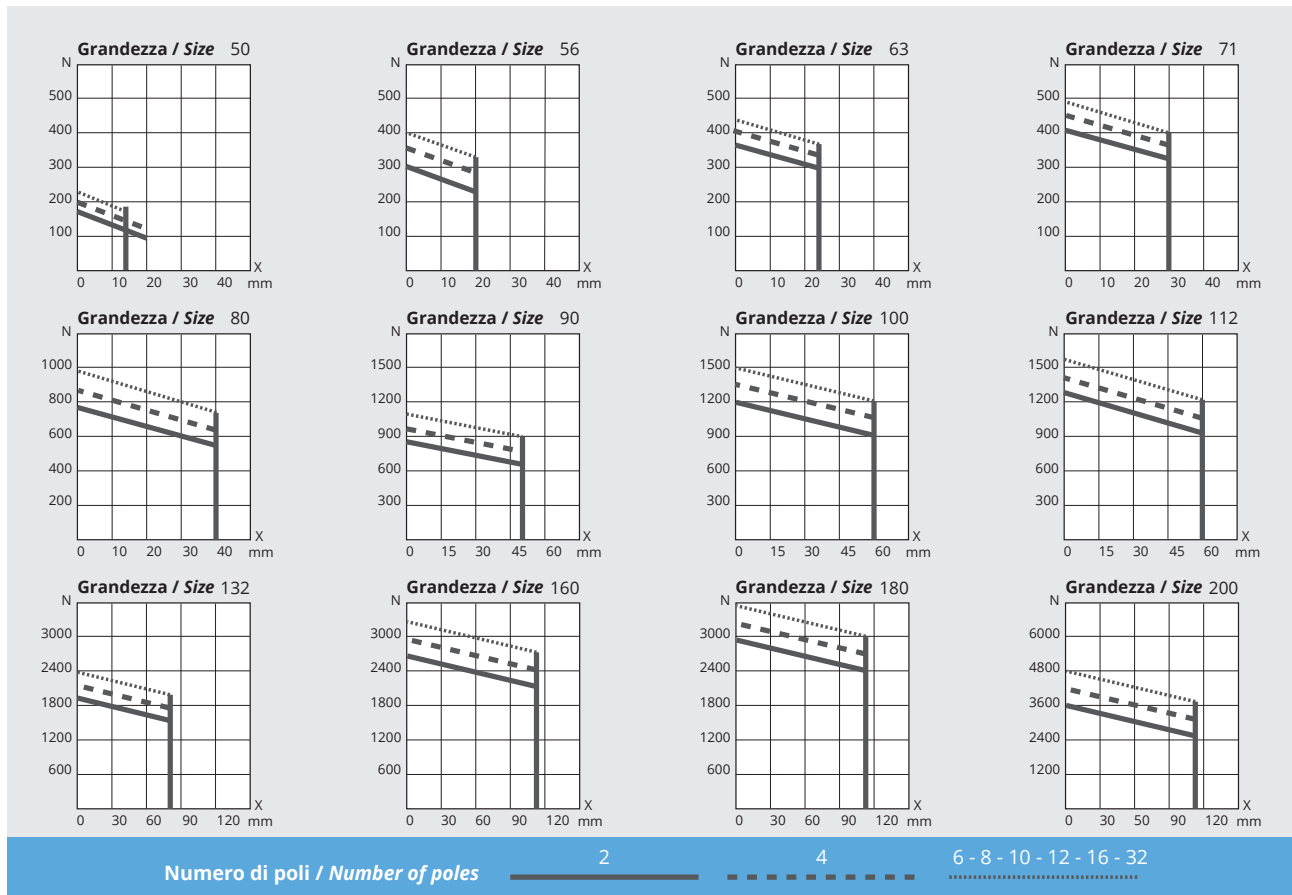 Grandezza / Size 50
N
500
400
300
200
100
X
0 10 20 30 40 mm
Grandezza / Size 56
N
500
400
300
200
100
X
0 10 20 30 40 mm
Grandezza / Size 63
N
500
400
300
200
100
X
0 10 20 30 40 mm
Grandezza / Size 71
N
500
400
300
200
100
X
0 10 20 30 40 mm
Grandezza / Size 80
N
1000
800
600
400
200
X
0 10 20 30 40 mm
Grandezza / Size 90
N
1500
1200
900
600
300
X
0 15 30 45 60 mm
Grandezza / Size 100
N
1500
1200
900
600
300
X
0 15 30 45 60 mm
Grandezza / Size 112
N
1500
1200
900
600
300
X
0 15 30 45 60 mm
Grandezza / Size 132
N
3000
2400
1800
1200
600
X
0 30 60 90 120 mm
Grandezza / Size 160
N
3000
2400
1800
1200
600
X
0 30 60 90 120 mm
Grandezza / Size 180
N
3000
2400
1800
1200
600
X
0 30 60 90 120 mm
Grandezza / Size 200
N
6000
4800
3600
2400
1200
X
0 30 50 90 120 mm
Numero di poli / Number of poles 2 4 6 - 8 - 10 - 12 - 16 - 32